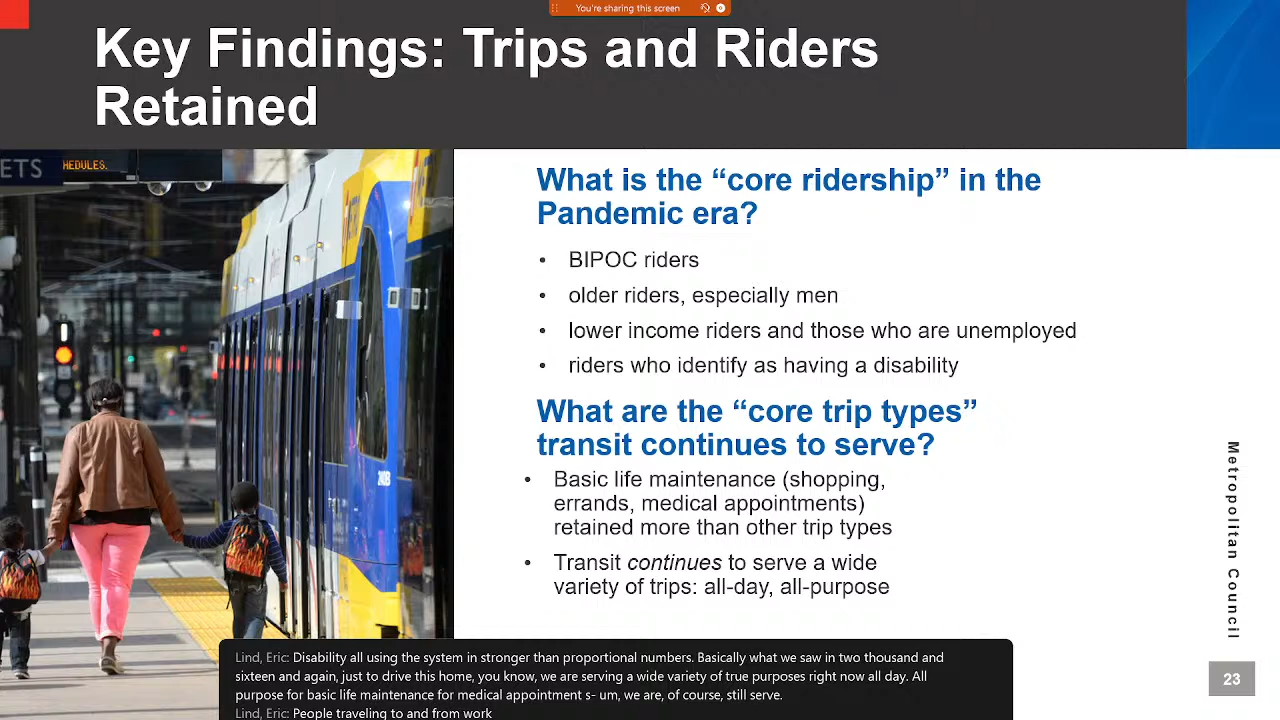 You're sharing this screen
Key Findings: Trips and Riders
Retained
ETS
HEDULES.
What is the “core ridership” in the
Pandemic era?
• BIPOC riders
• older riders, especially men
• lower income riders and those who are unemployed
• riders who identify as having a disability
What are the “core trip types”
transit continues to serve?
• Basic life maintenance (shopping,
errands, medical appointments)
retained more than other trip types
• Transit continues to serve a wide
variety of trips: all-day, all-purpose
Metropolitan Council
Lind, Eric: Disability all using the system in stronger than proportional numbers. Basically what we saw in two thousand and
sixteen and again, just to drive this home, you know, we are serving a wide variety of true purposes right now all day. All
purpose for basic life maintenance for medical appointment s- um, we are, of course, still serve.
Lind, Eric: People traveling to and from work
23